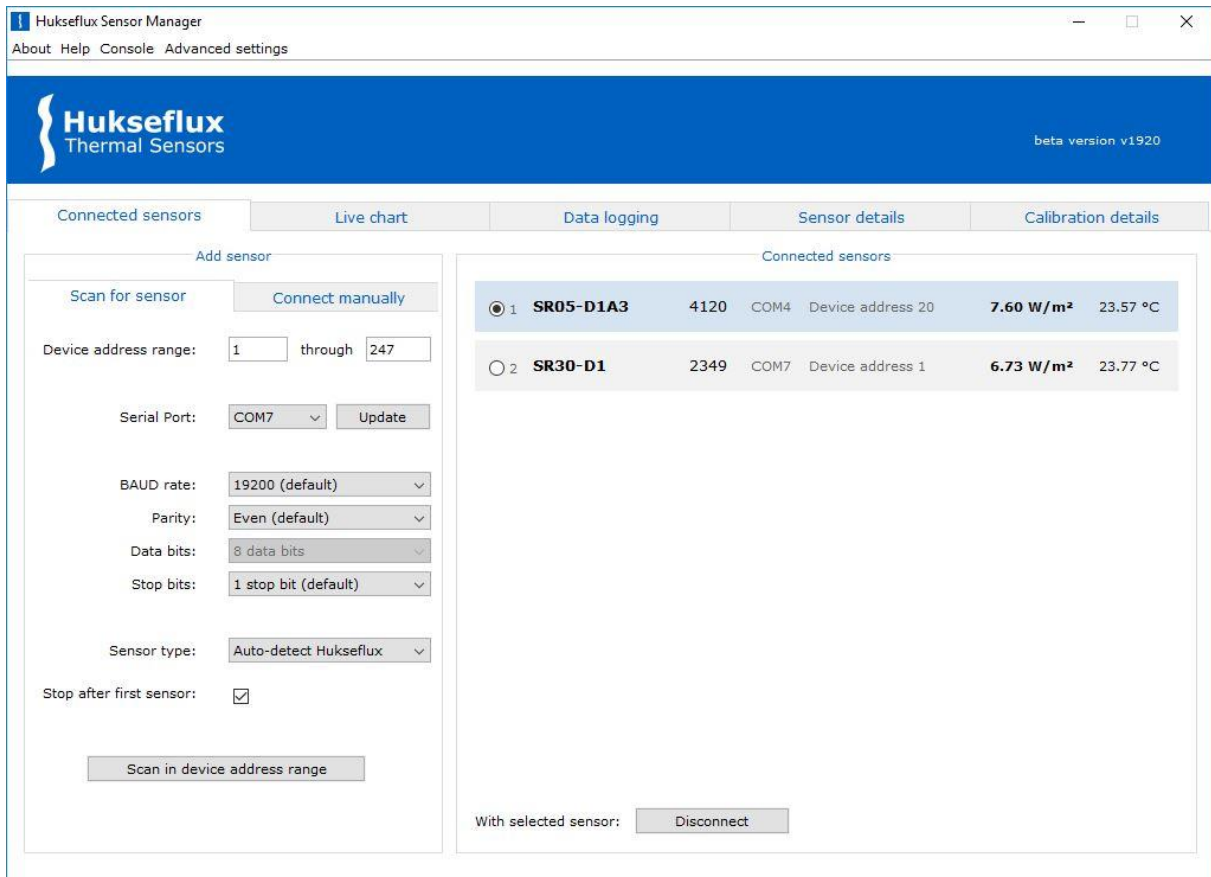 Hukseflux Sensor Manager
About Help Console Advanced settings
Hukseflux
Thermal Sensors
beta version v1920
Connected sensors Live chart Data logging Sensor details Calibration details
Add sensor
Scan for sensor Connect manually
Device address range: 1 through 247
Serial Port: COM7 Update
BAUD rate: 19200 (default)
Parity: Even (default)
Data bits: 8 data bits
Stop bits: 1 stop bit (default)
Sensor type: Auto-detect Hukseflux
Stop after first sensor:
Scan in device address range
Connected sensors
1 SR05-D1A3 4120 COM4 Device address 20 7.60 W/m² 23.57 °C
2 SR30-D1 2349 COM7 Device address 1 6.73 W/m² 23.77 °C
With selected sensor: Disconnect